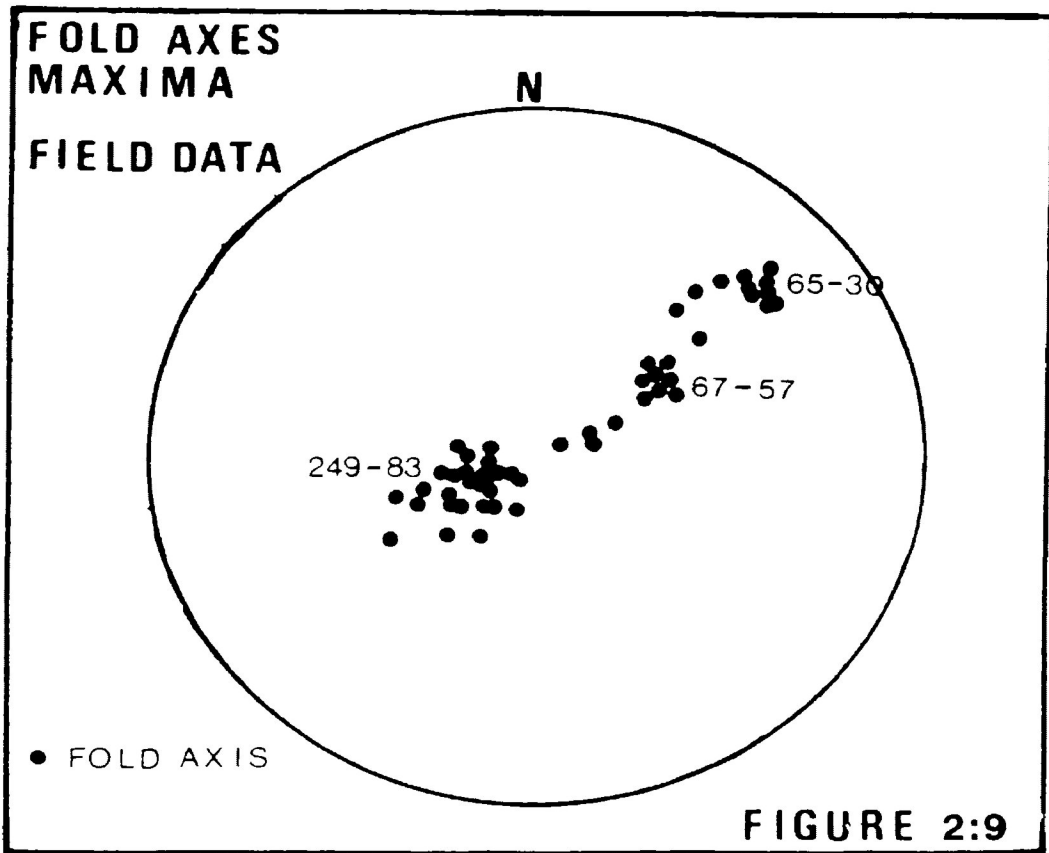 FOLD AXES
MAXIMA
FIELD DATA
N
65-30
67-57
249-83
● FOLD AXIS
FIGURE 2:9